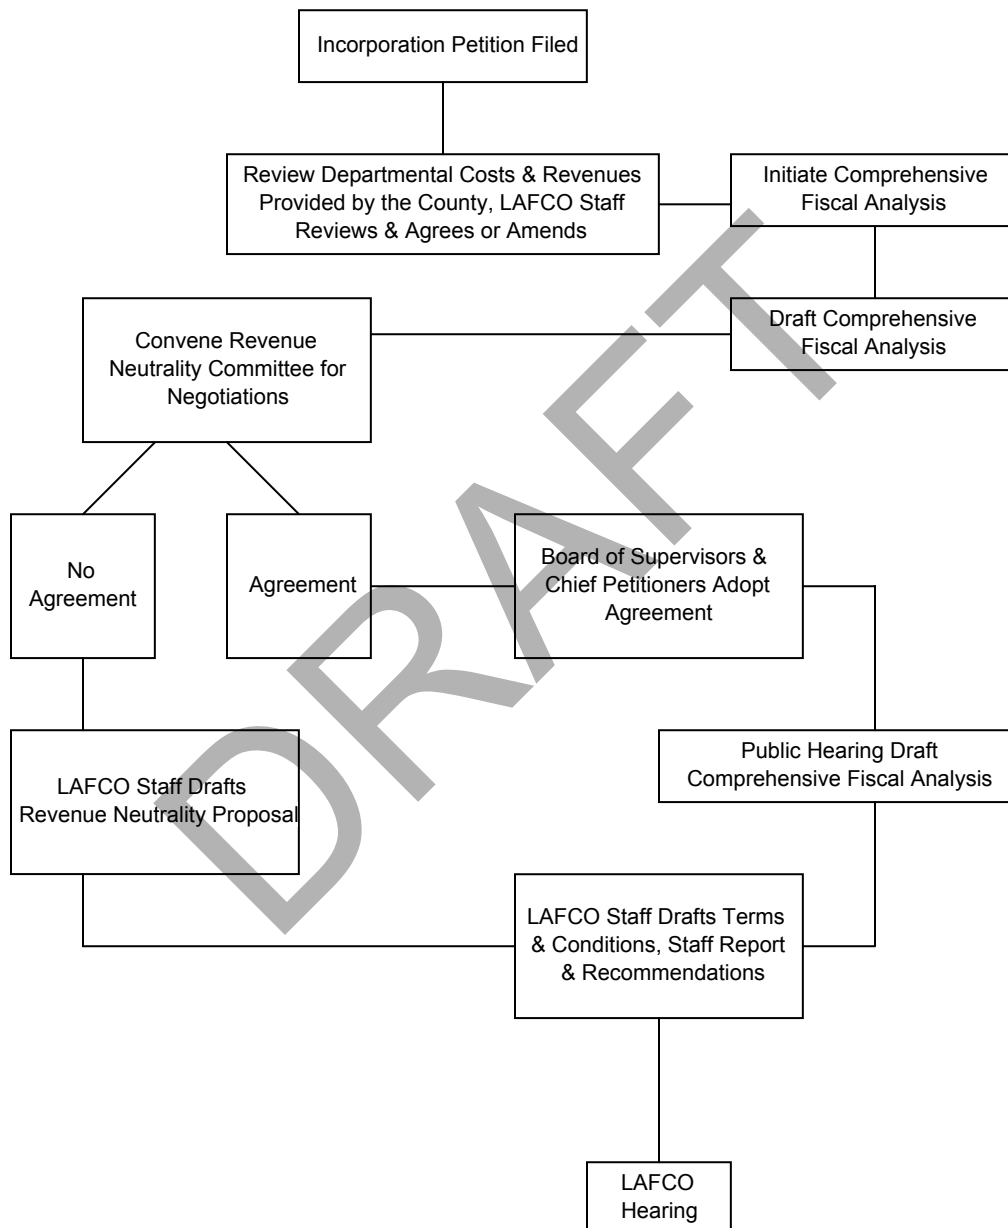 Incorporation Petition Filed
Review Departmental Costs & Revenues
Provided by the County, LAFCO Staff
Reviews & Agrees or Amends
Initiate Comprehensive
Fiscal Analysis
Draft Comprehensive
Fiscal Analysis
Convene Revenue
Neutrality Committee for
Negotiations
No
Agreement
Agreement
Board of Supervisors &
Chief Petitioners Adopt
Agreement
LAFCO Staff Drafts
Revenue Neutrality Proposal
Public Hearing Draft
Comprehensive Fiscal Analysis
LAFCO Staff Drafts Terms
& Conditions, Staff Report
& Recommendations
LAFCO
Hearing
DRAFT